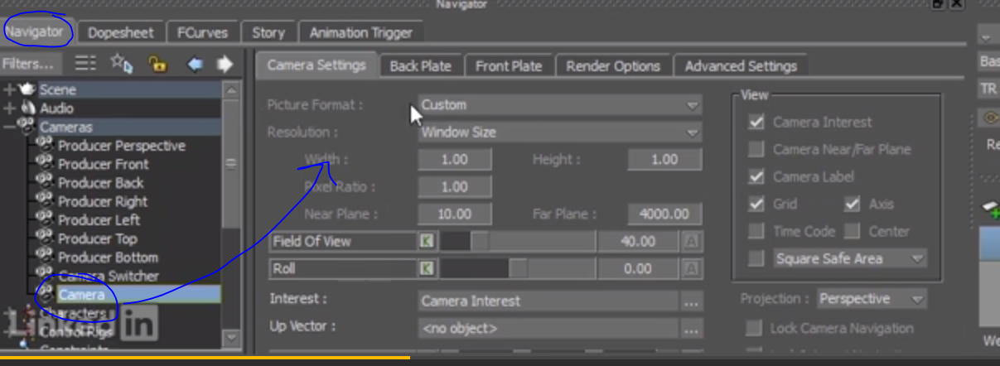 Navigator
Navigator Dopesheet FCurves Story Animation Trigger
Filters...
Camera Settings Back Plate Front Plate Render Options Advanced Settings
Scene
Audio
Cameras
Producer Perspective
Producer Front
Producer Back
Producer Right
Producer Left
Producer Top
Producer Bottom
Camera Switcher
Camera
Characters
Control Rigs
Constraints
Linked in
Picture Format : Custom
Resolution : Window Size
Width : 1.00 Height : 1.00
Pixel Ratio : 1.00
Near Plane : 10.00 Far Plane : 4000.00
Field Of View K 40.00 A
Roll K 0.00 A
Interest : Camera Interest ...
Up Vector : <no object> ...
View
Camera Interest
Camera Near/Far Plane
Camera Label
Grid Axis
Time Code Center
Square Safe Area
Projection : Perspective
Lock Camera Navigation
Bas
TR
Re
We